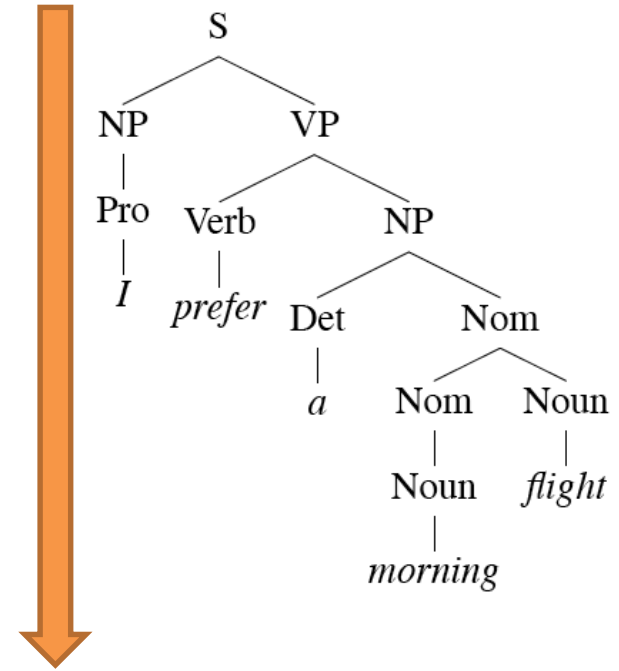 S
NP VP
Pro Verb NP
I prefer Det Nom
a Nom Noun
Noun flight
morning